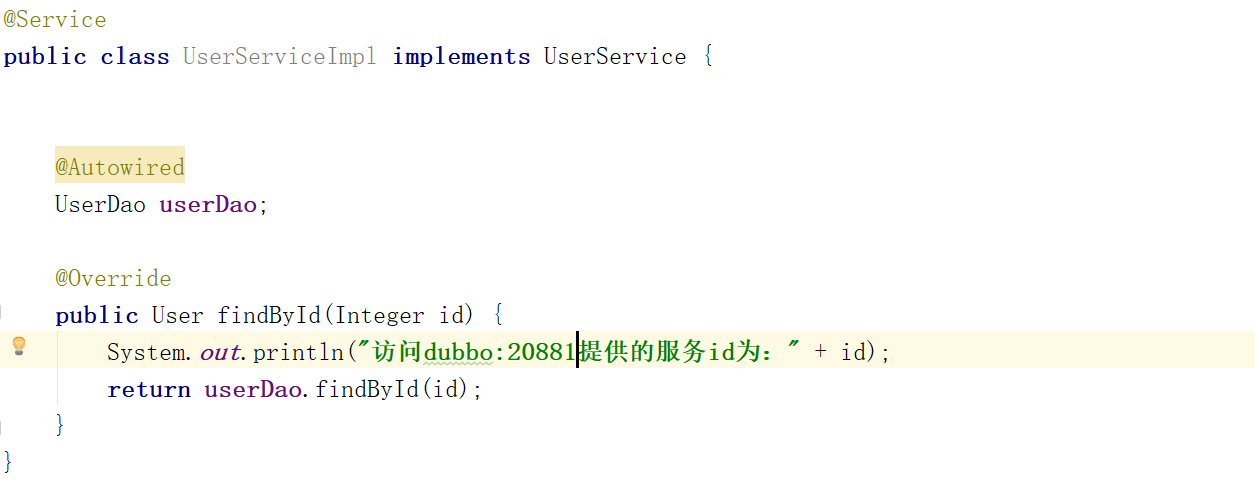 @Service
public class UserServiceImpl implements UserService {
@Autowired
UserDao userDao;
@Override
public User findById(Integer id) {
System.out.println("访问dubbo:20881提供的服务id为：" + id);
return userDao.findById(id);
}
}